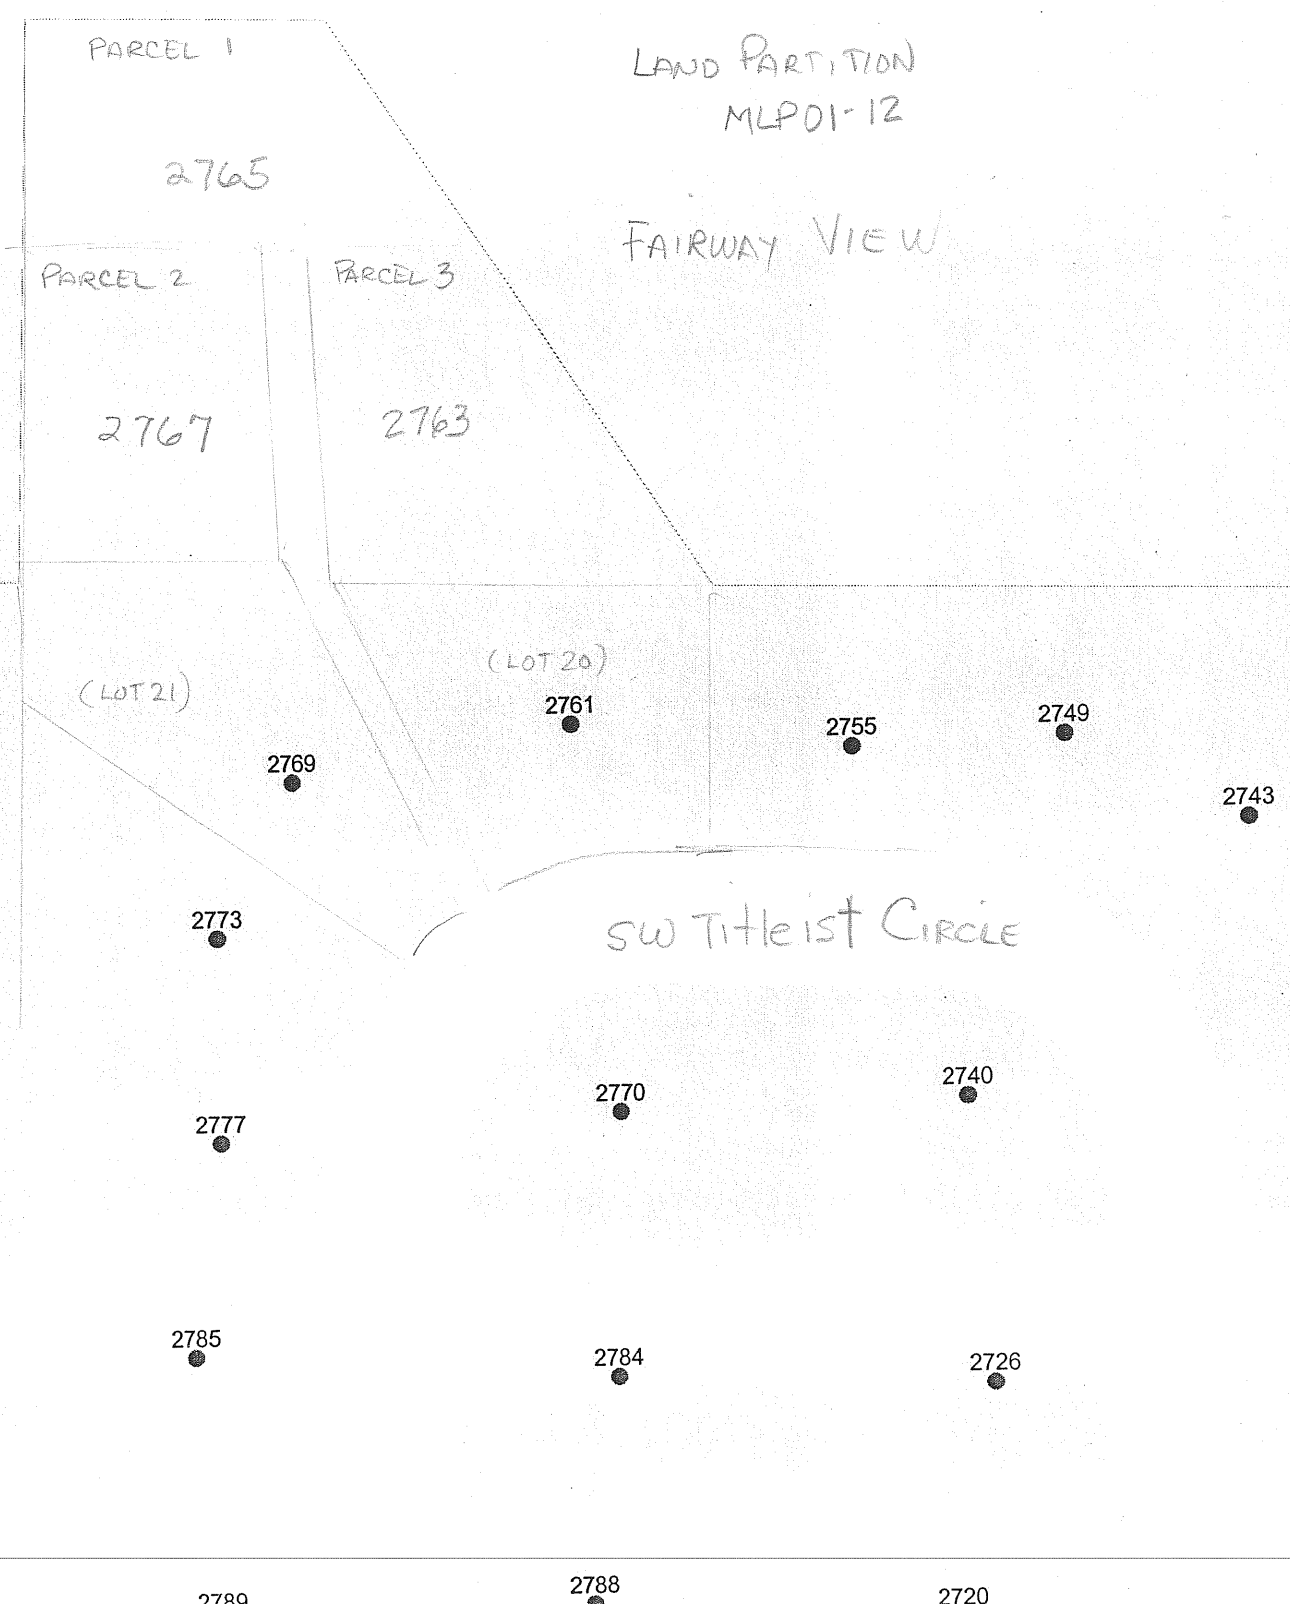 PARCEL 1
LAND PARTITION
MLP01-12
2765
FAIRWAY VIEW
PARCEL 2
PARCEL 3
2767
2763
(LOT 20)
(LOT 21)
2761
2755
2749
2769
2743
2773
SW Titleist CIRCLE
2770
2740
2777
2785
2784
2726
2789
2788
2720